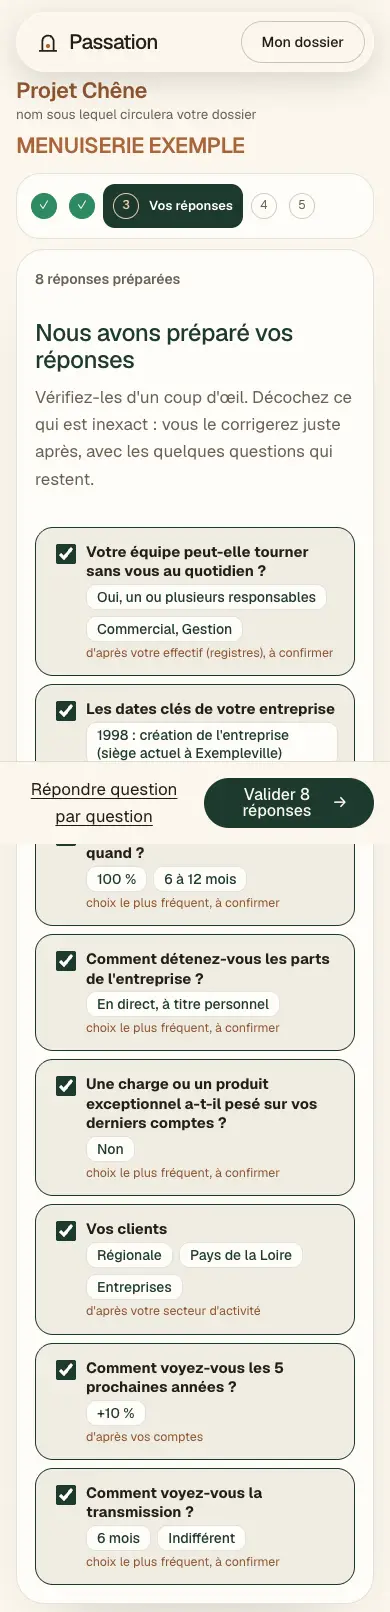 Passation
Mon dossier
Projet Chêne
nom sous lequel circulera votre dossier
MENUISERIE EXEMPLE
3 Vos réponses 4 5
8 réponses préparées
Nous avons préparé vos
réponses
Vérifiez-les d'un coup d'œil. Décochez ce
qui est inexact : vous le corrigerez juste
après, avec les quelques questions qui
restent.
Votre équipe peut-elle tourner
sans vous au quotidien ?
Oui, un ou plusieurs responsables
Commercial, Gestion
d'après votre effectif (registres), à confirmer
Les dates clés de votre entreprise
1998 : création de l'entreprise
(siège actuel à Exempleville)
Répondre question
par question
Valider 8
réponses →
quand ?
100 % 6 à 12 mois
choix le plus fréquent, à confirmer
Comment détenez-vous les parts
de l'entreprise ?
En direct, à titre personnel
choix le plus fréquent, à confirmer
Une charge ou un produit
exceptionnel a-t-il pesé sur vos
derniers comptes ?
Non
choix le plus fréquent, à confirmer
Vos clients
Régionale Pays de la Loire
Entreprises
d'après votre secteur d'activité
Comment voyez-vous les 5
prochaines années ?
+10 %
d'après vos comptes
Comment voyez-vous la
transmission ?
6 mois Indifférent
choix le plus fréquent, à confirmer